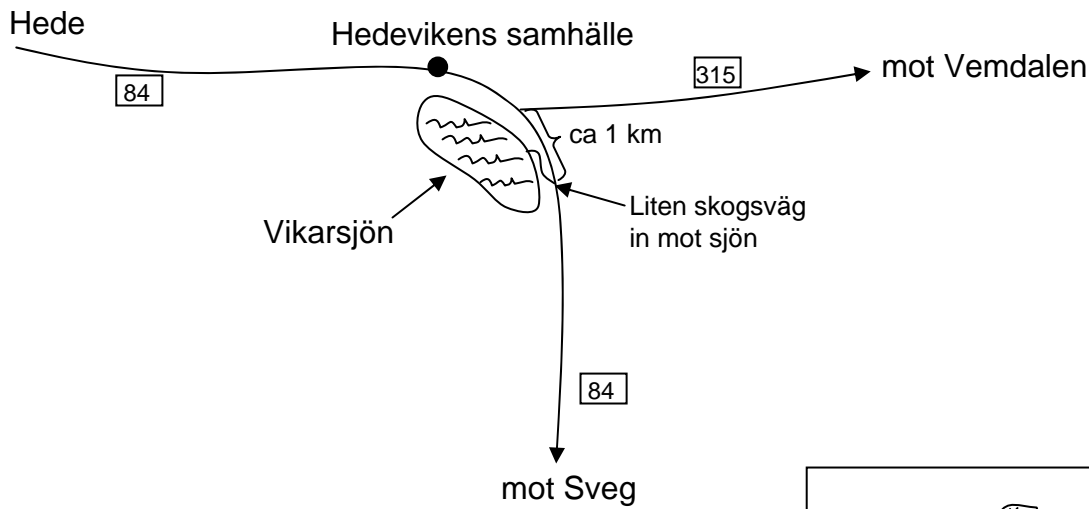 Hede
Hedevikens samhälle
84
315
mot Vemdalen
ca 1 km
Vikarsjön
Liten skogsväg
in mot sjön
84
mot Sveg